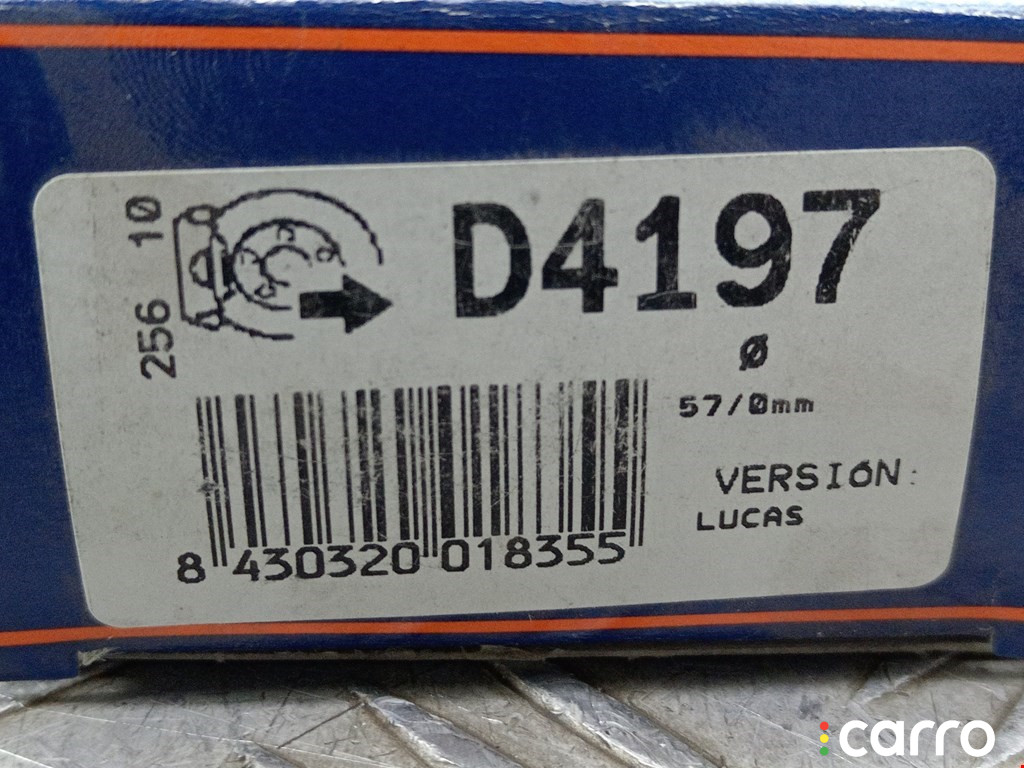 256 10
D4197
Ø
57/0mm
VERSIÓN:
LUCAS
8 430320 018355
carro